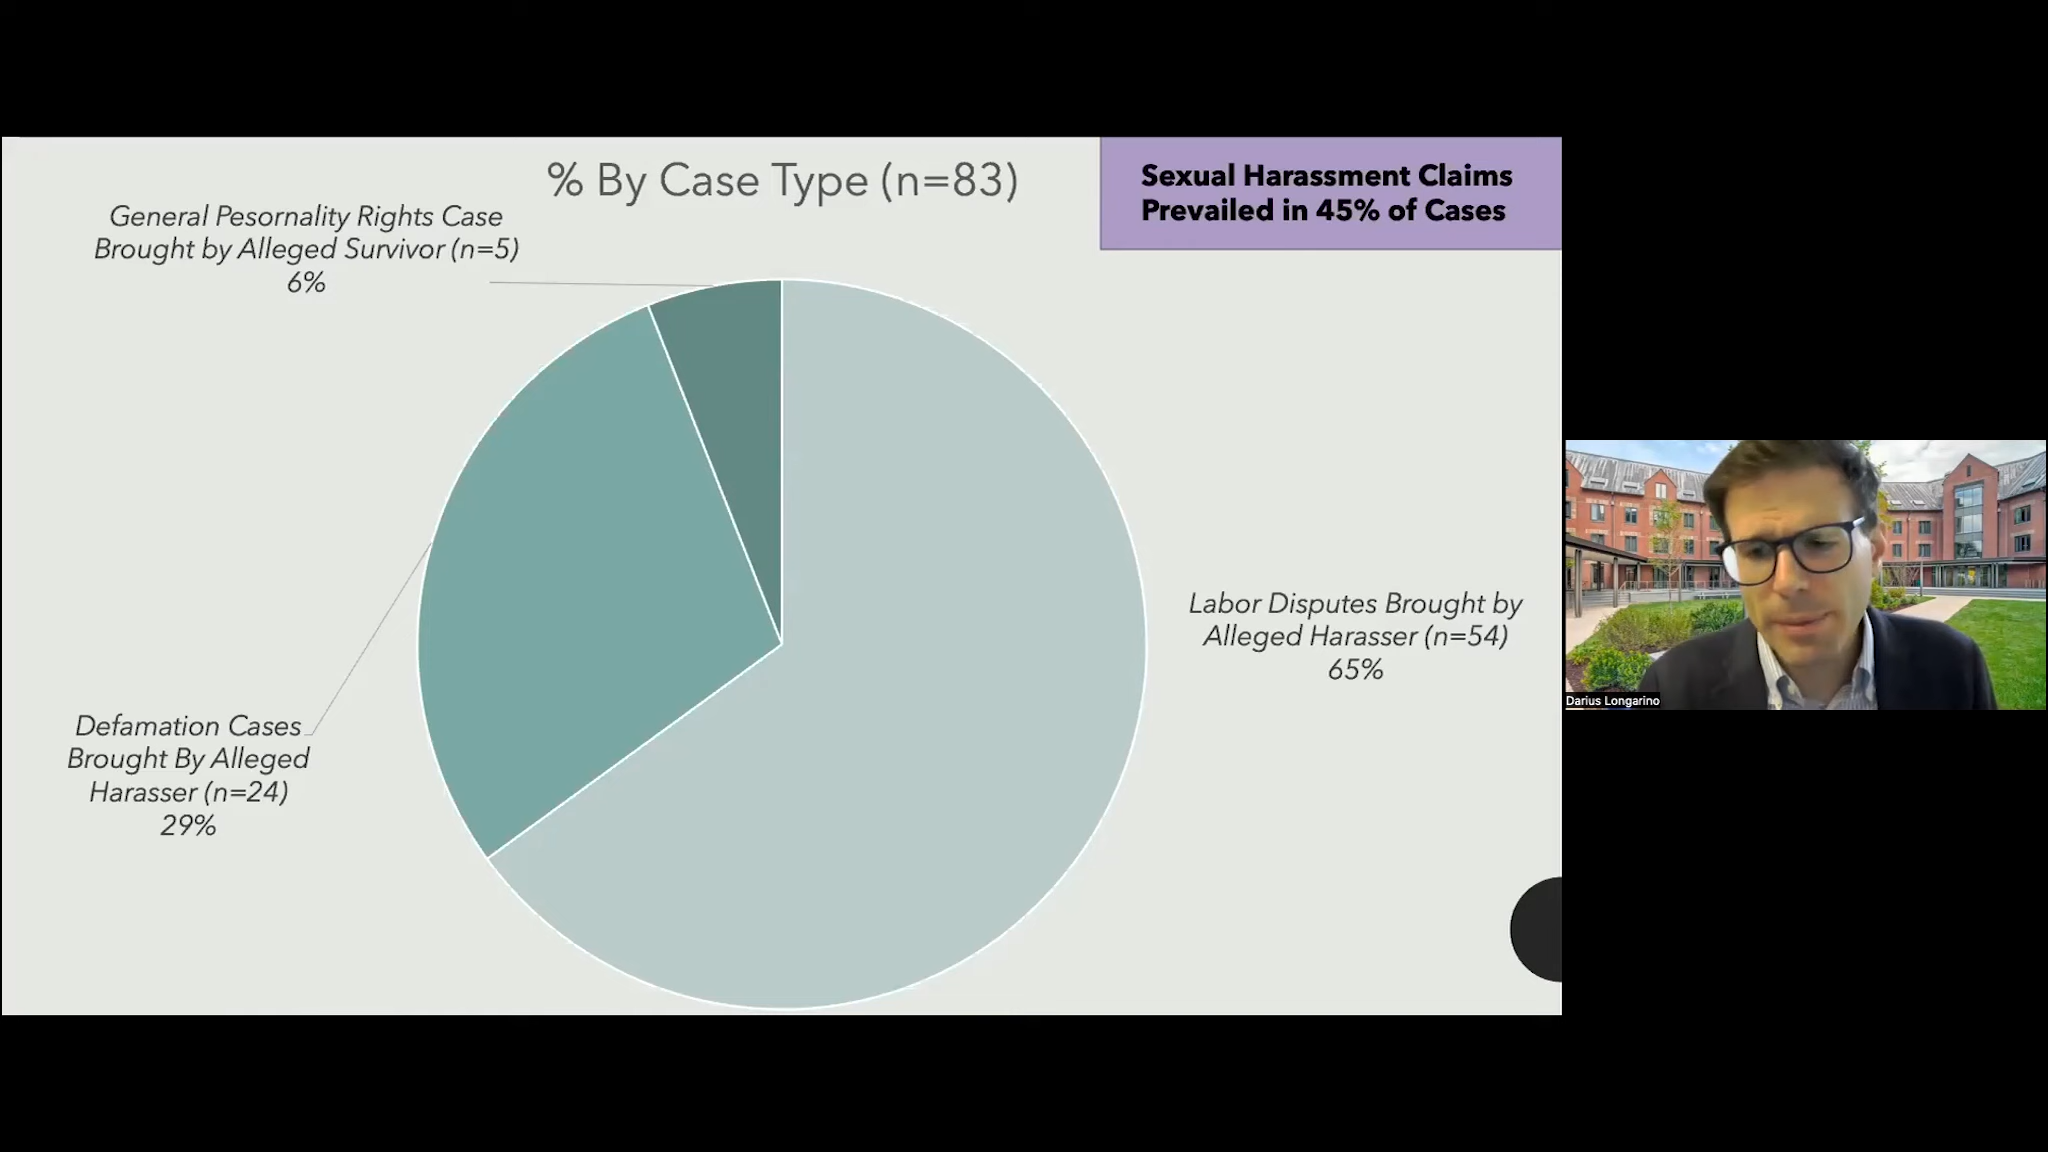 % By Case Type (n=83)
Sexual Harassment Claims
Prevailed in 45% of Cases
General Pesornality Rights Case
Brought by Alleged Survivor (n=5)
6%
Labor Disputes Brought by
Alleged Harasser (n=54)
65%
Defamation Cases
Brought By Alleged
Harasser (n=24)
29%
Darius Longarino